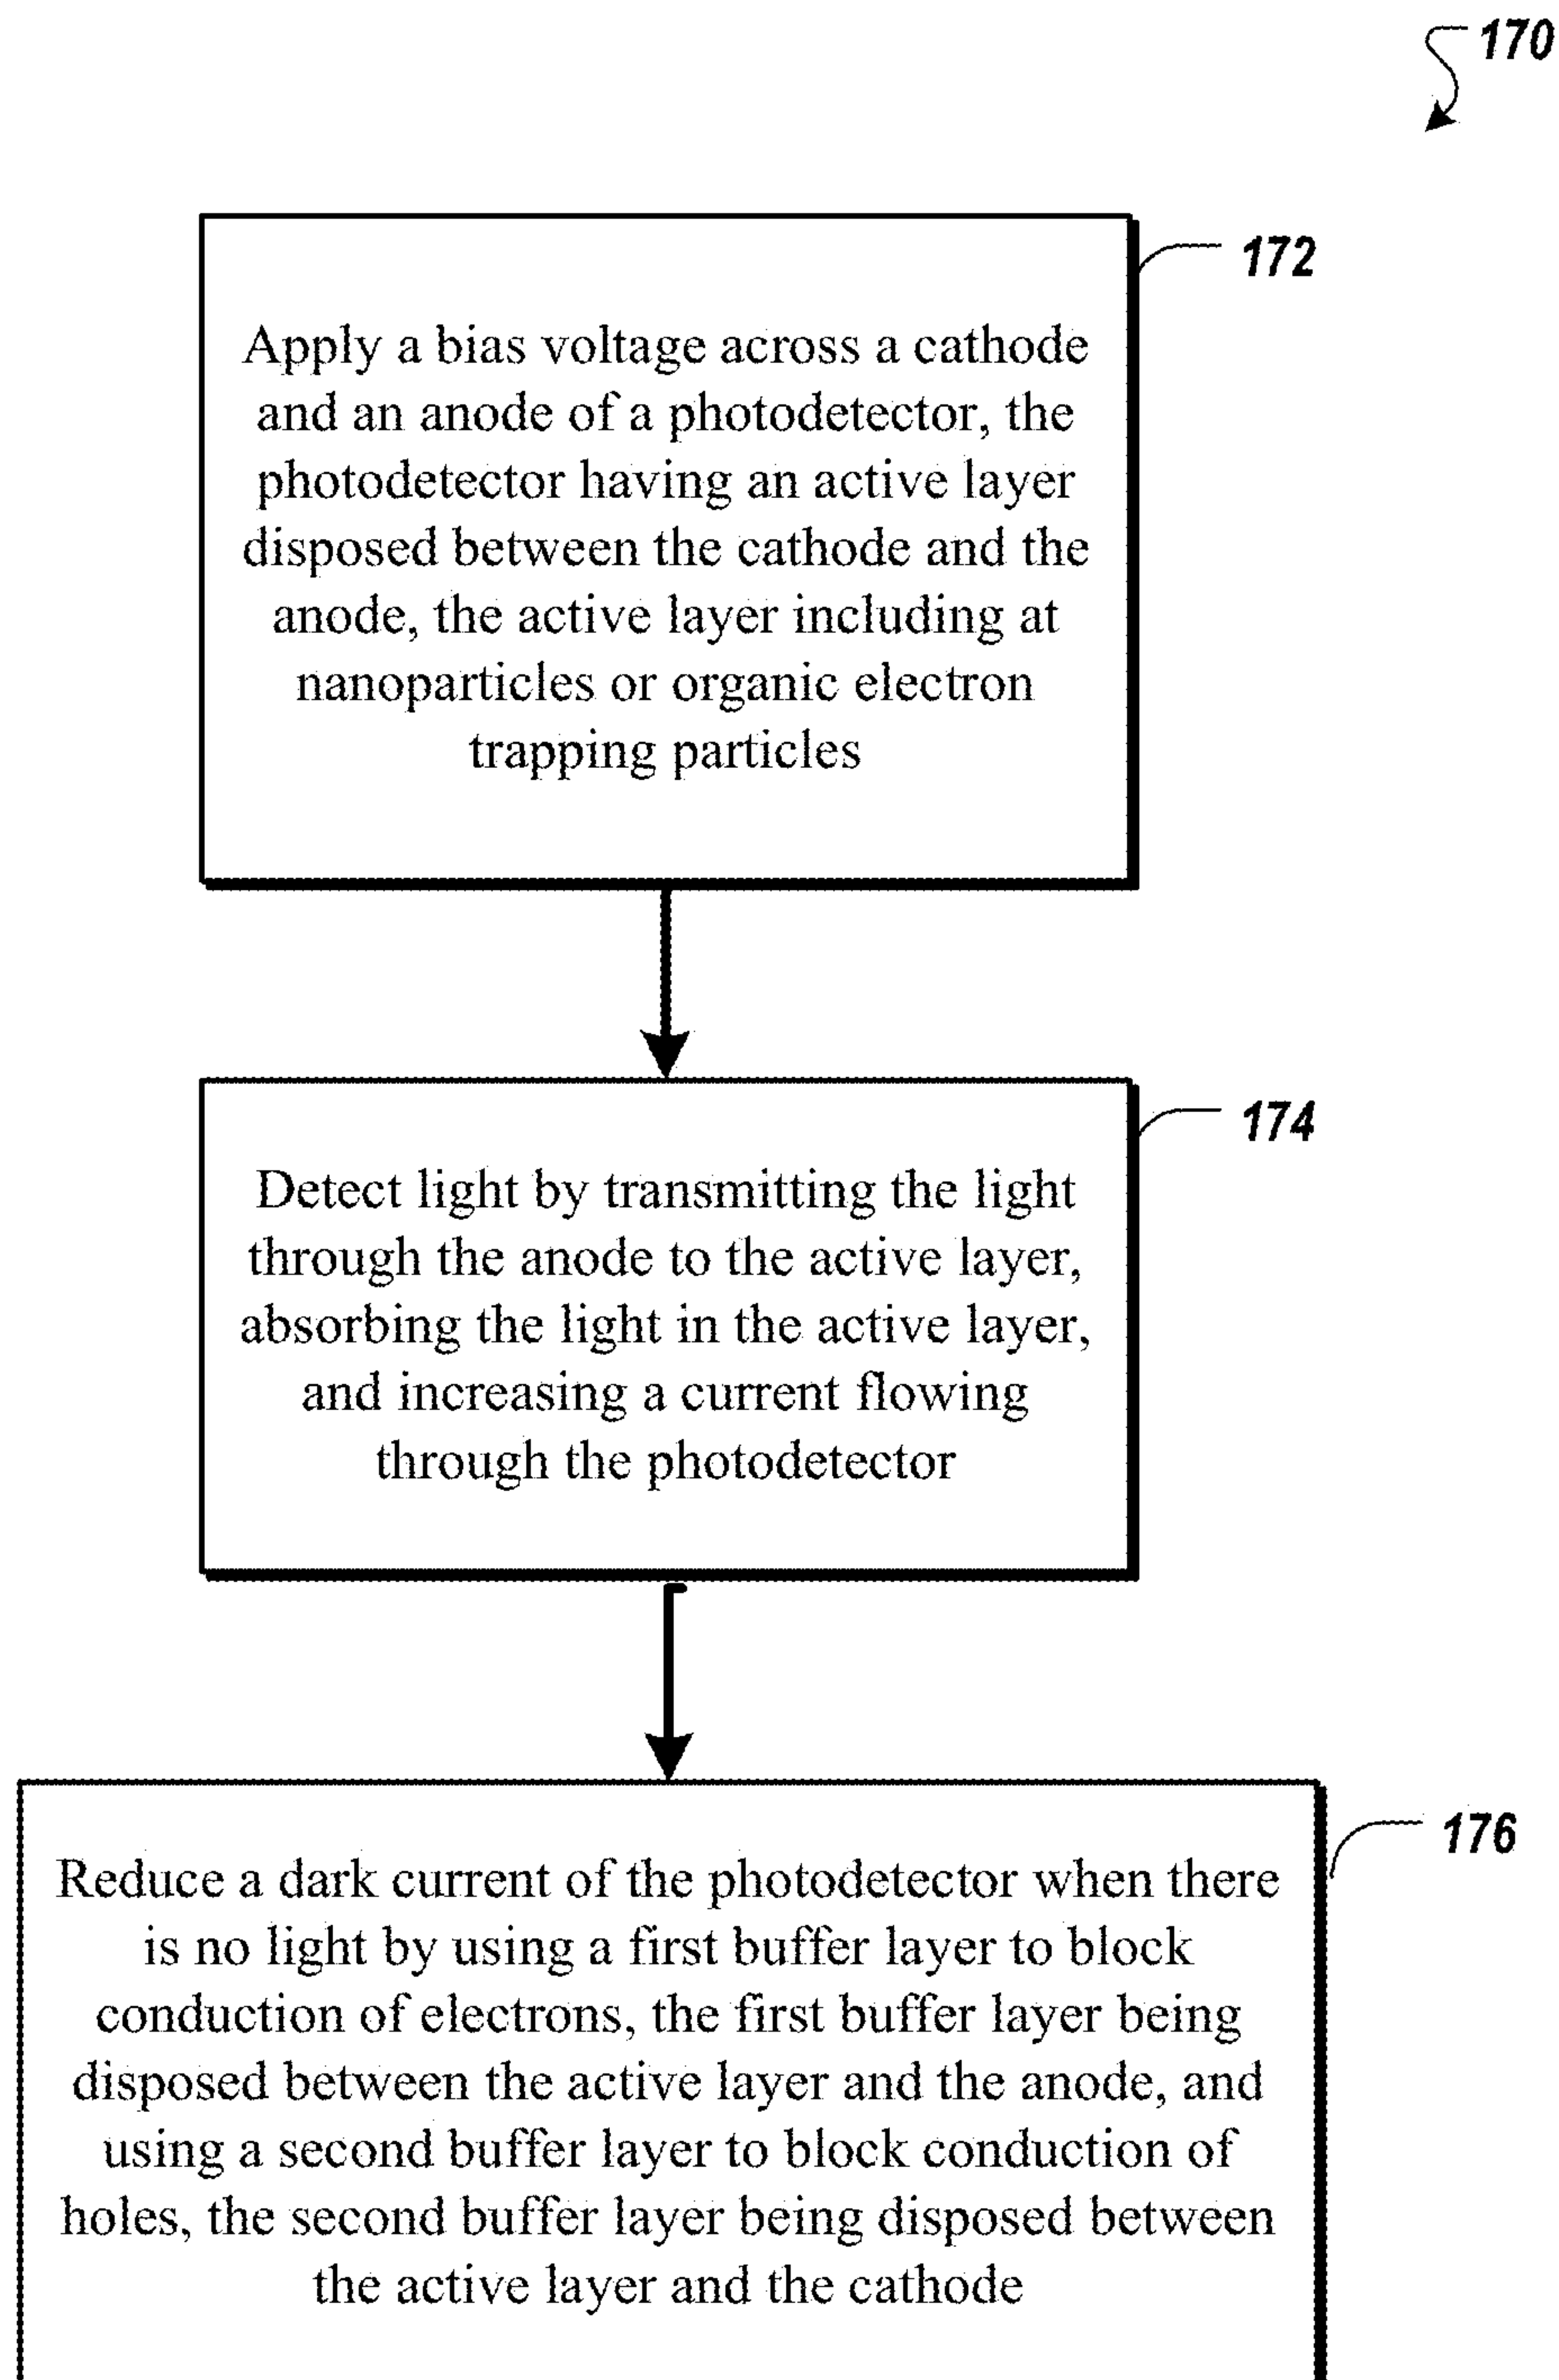 170
172
Apply a bias voltage across a cathode
and an anode of a photodetector, the
photodetector having an active layer
disposed between the cathode and the
anode, the active layer including at
nanoparticles or organic electron
trapping particles
174
Detect light by transmitting the light
through the anode to the active layer,
absorbing the light in the active layer,
and increasing a current flowing
through the photodetector
176
Reduce a dark current of the photodetector when there
is no light by using a first buffer layer to block
conduction of electrons, the first buffer layer being
disposed between the active layer and the anode, and
using a second buffer layer to block conduction of
holes, the second buffer layer being disposed between
the active layer and the cathode